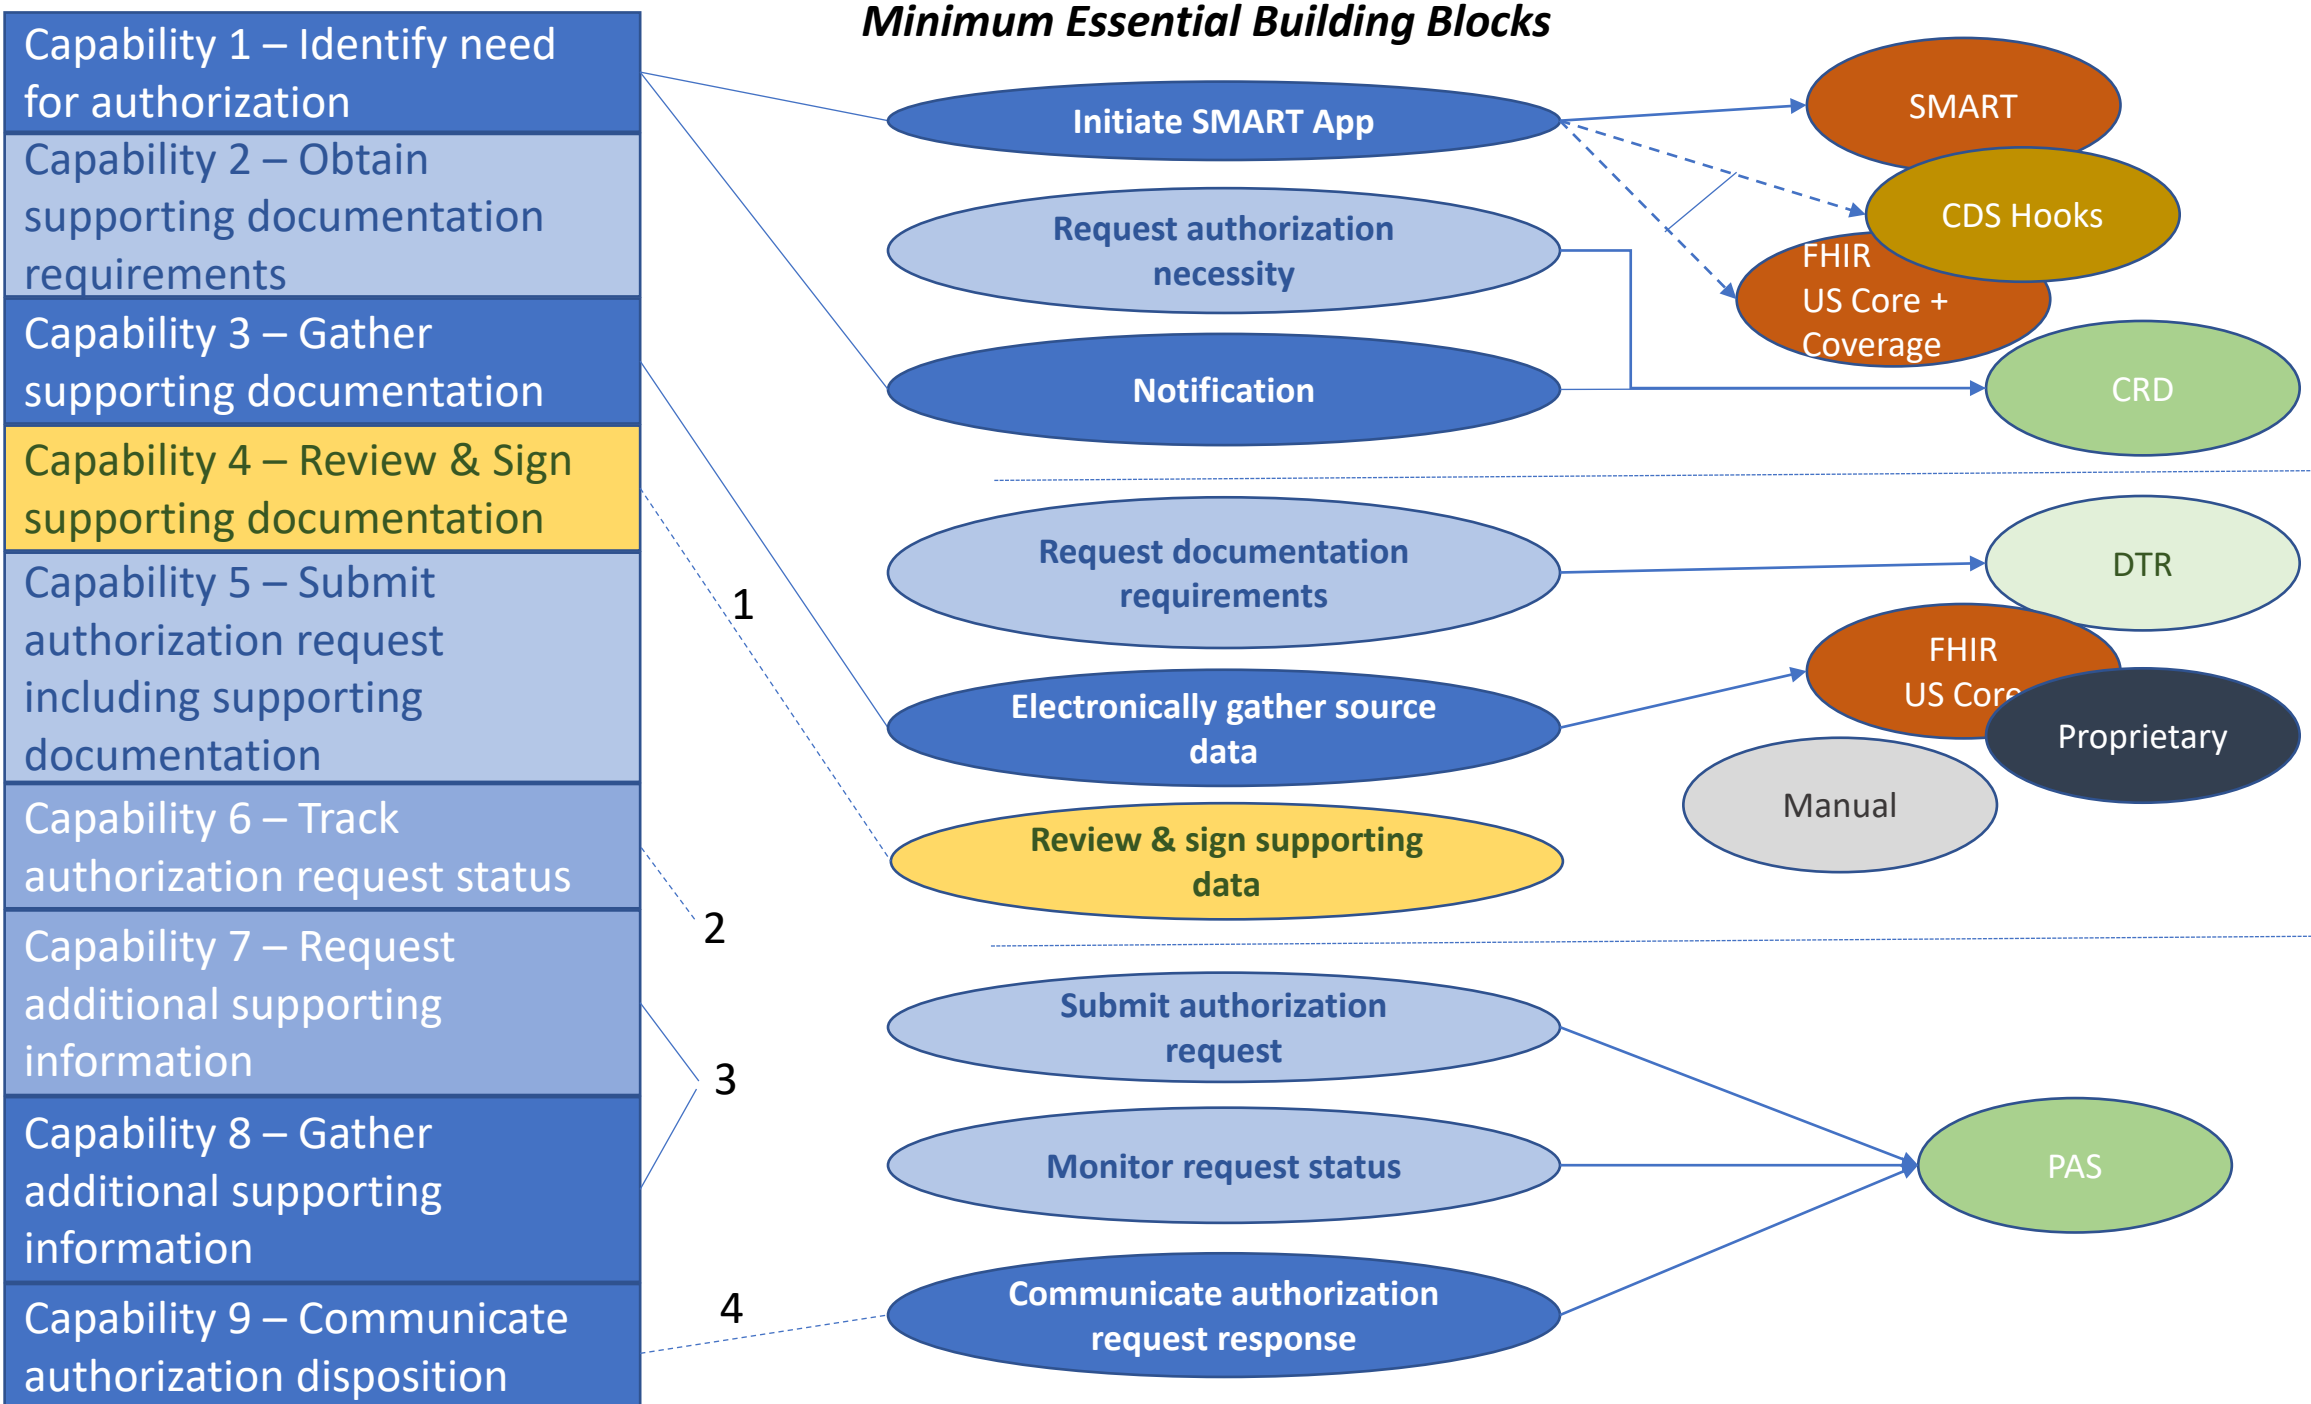 Minimum Essential Building Blocks
Capability 1 – Identify need
for authorization
Capability 2 – Obtain
supporting documentation
requirements
Capability 3 – Gather
supporting documentation
Capability 4 – Review & Sign
supporting documentation
Capability 5 – Submit
authorization request
including supporting
documentation
Capability 6 – Track
authorization request status
Capability 7 – Request
additional supporting
information
Capability 8 – Gather
additional supporting
information
Capability 9 – Communicate
authorization disposition
1
2
3
4
Initiate SMART App
Request authorization
necessity
Notification
Request documentation
requirements
Electronically gather source
data
Review & sign supporting
data
Submit authorization
request
Monitor request status
Communicate authorization
request response
SMART
CDS Hooks
FHIR
US Core +
Coverage
CRD
DTR
FHIR
US Core
Proprietary
Manual
PAS